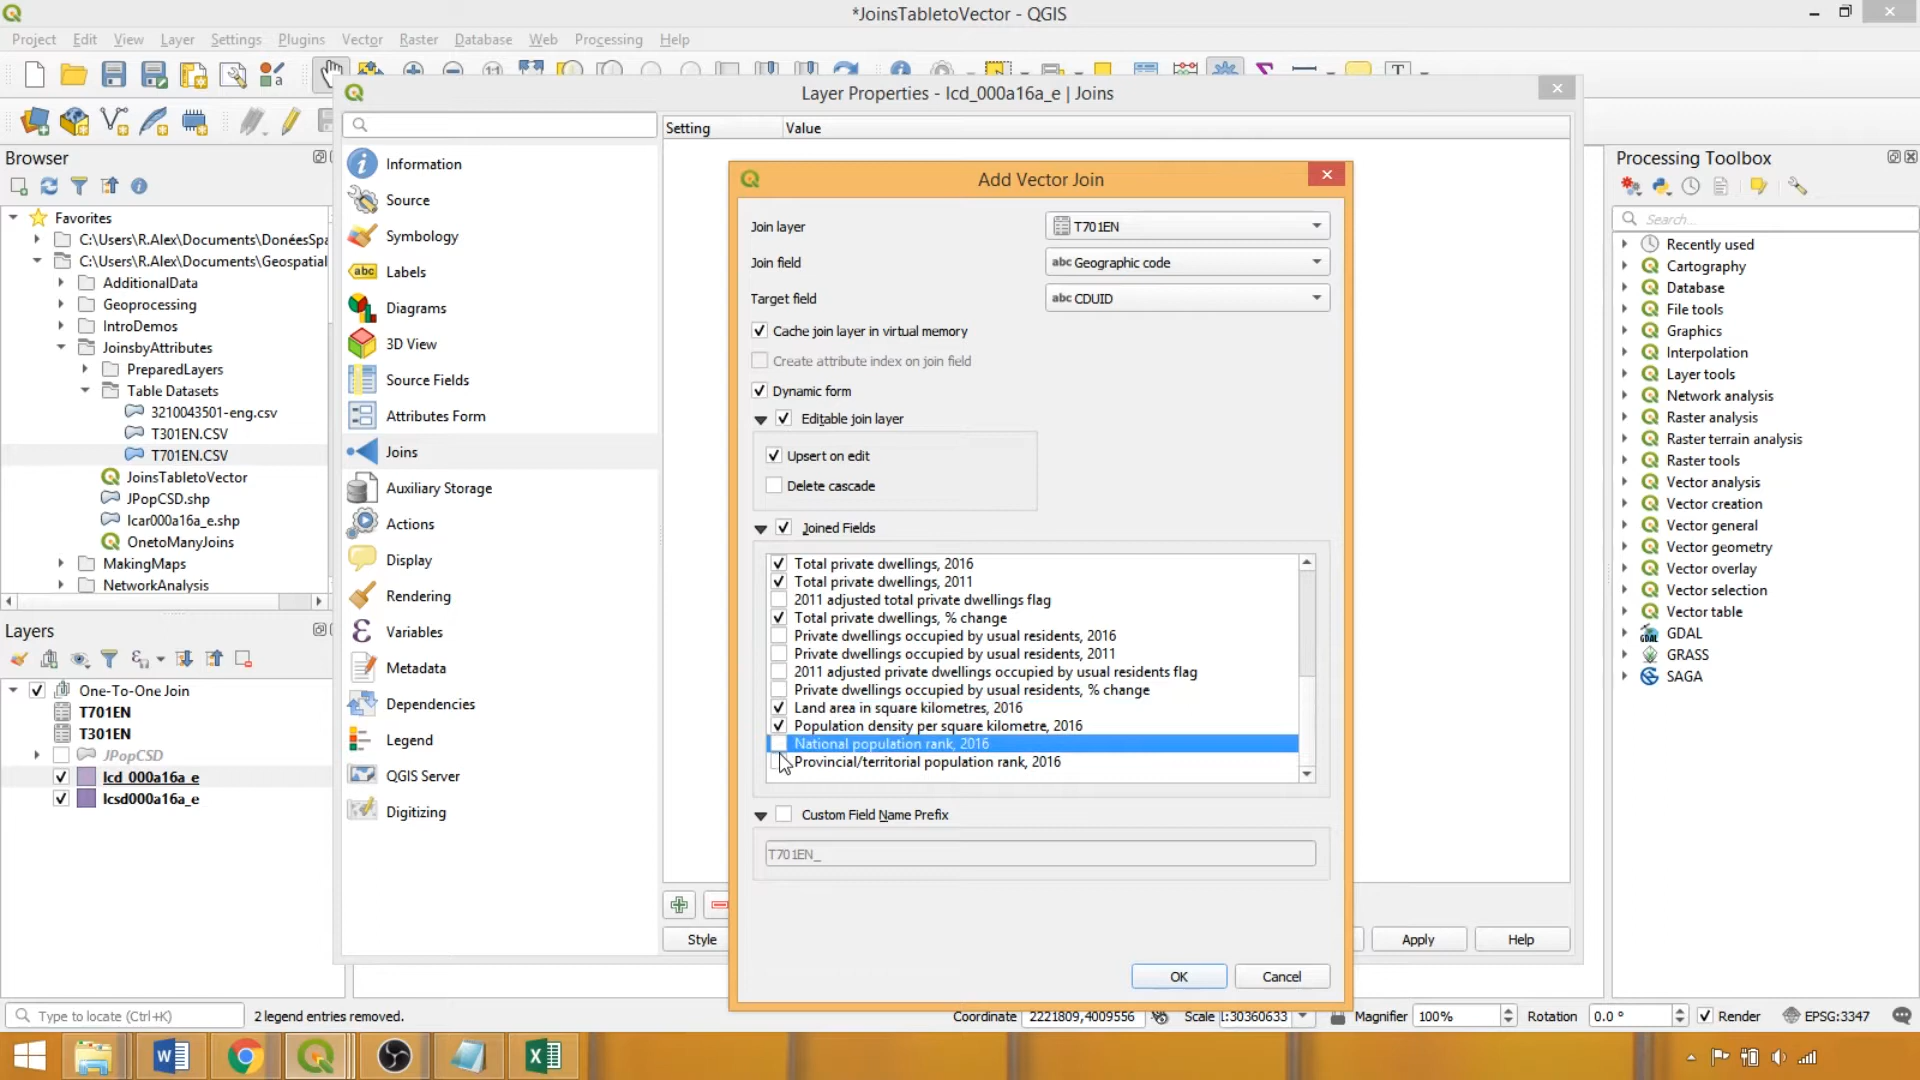 *JoinsTabletoVector - QGIS
Project Edit View Layer Settings Plugins Vector Raster Database Web Processing Help
Layer Properties - lcd_000a16a_e | Joins
Browser
Favorites
C:\Users\R.Alex\Documents\DonéesSpa
C:\Users\R.Alex\Documents\Geospatial
AdditionalData
Geoprocessing
IntroDemos
JoinsbyAttributes
PreparedLayers
Table Datasets
3210043501-eng.csv
T301EN.CSV
T701EN.CSV
JoinsTabletoVector
JPopCSD.shp
lcar000a16a_e.shp
OnetoManyJoins
MakingMaps
NetworkAnalysis
Layers
One-To-One Join
T701EN
T301EN
JPopCSD
lcd_000a16a_e
lcsd000a16a_e
Information
Source
Symbology
abc Labels
Diagrams
3D View
Source Fields
Attributes Form
Joins
Auxiliary Storage
Actions
Display
Rendering
Variables
Metadata
Dependencies
Legend
QGIS Server
Digitizing
Setting Value
Style
Apply
Help
Add Vector Join
Join layer T701EN
Join field abc Geographic code
Target field abc CDUID
Cache join layer in virtual memory
Create attribute index on join field
Dynamic form
Editable join layer
Upsert on edit
Delete cascade
Joined Fields
Total private dwellings, 2016
Total private dwellings, 2011
2011 adjusted total private dwellings flag
Total private dwellings, % change
Private dwellings occupied by usual residents, 2016
Private dwellings occupied by usual residents, 2011
2011 adjusted private dwellings occupied by usual residents flag
Private dwellings occupied by usual residents, % change
Land area in square kilometres, 2016
Population density per square kilometre, 2016
National population rank, 2016
Provincial/territorial population rank, 2016
Custom Field Name Prefix
T701EN_
OK
Cancel
Processing Toolbox
Search...
Recently used
Cartography
Database
File tools
Graphics
Interpolation
Layer tools
Network analysis
Raster analysis
Raster terrain analysis
Raster tools
Vector analysis
Vector creation
Vector general
Vector geometry
Vector overlay
Vector selection
Vector table
GDAL
GRASS
SAGA
Type to locate (Ctrl+K) 2 legend entries removed. Coordinate 2221809,4009556 Scale 1:30360633 Magnifier 100% Rotation 0.0 ° Render EPSG:3347